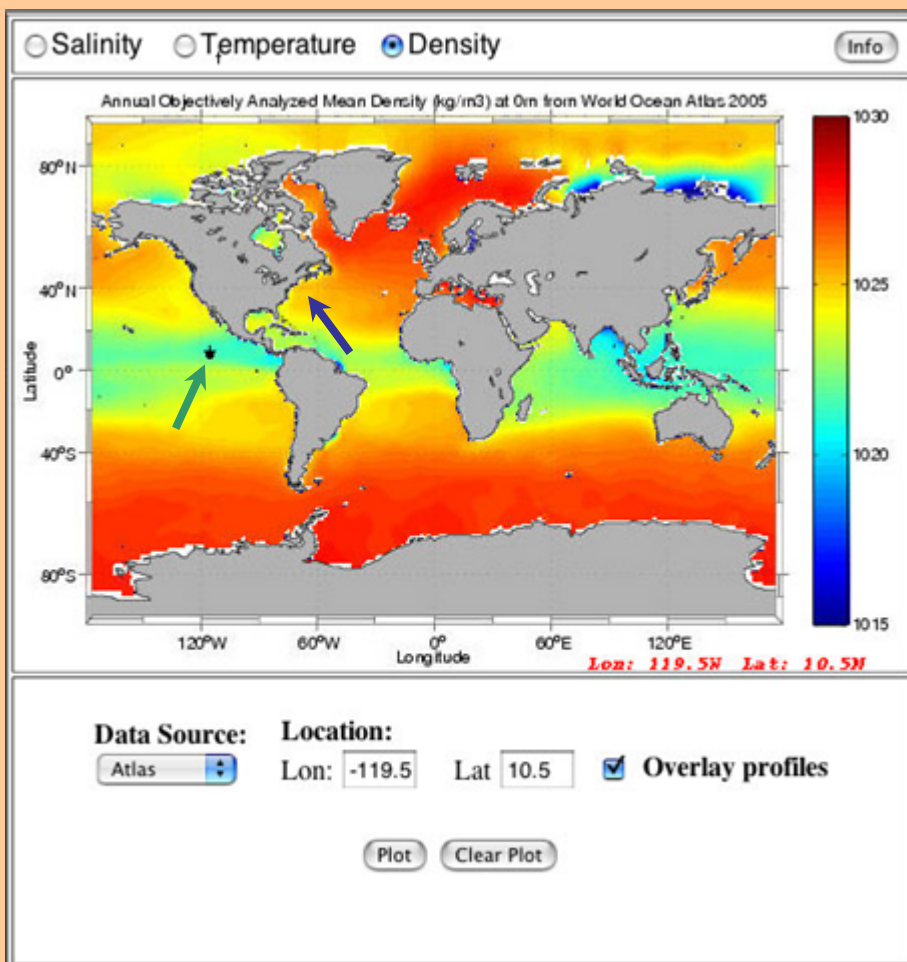 Salinity Temperature Density Info
f
Annual Objectively Analyzed Mean Density (kg/m3) at 0m from World Ocean Atlas 2005
80°N
40°N
0°
40°S
80°S
Latitude
120°W 60°W 0° 60°E 120°E
Longitude
1030
1025
1020
1015
Lon: 119.5W Lat: 10.5N
Data Source: Location:
Atlas Lon: -119.5 Lat 10.5 Overlay profiles
Plot Clear Plot